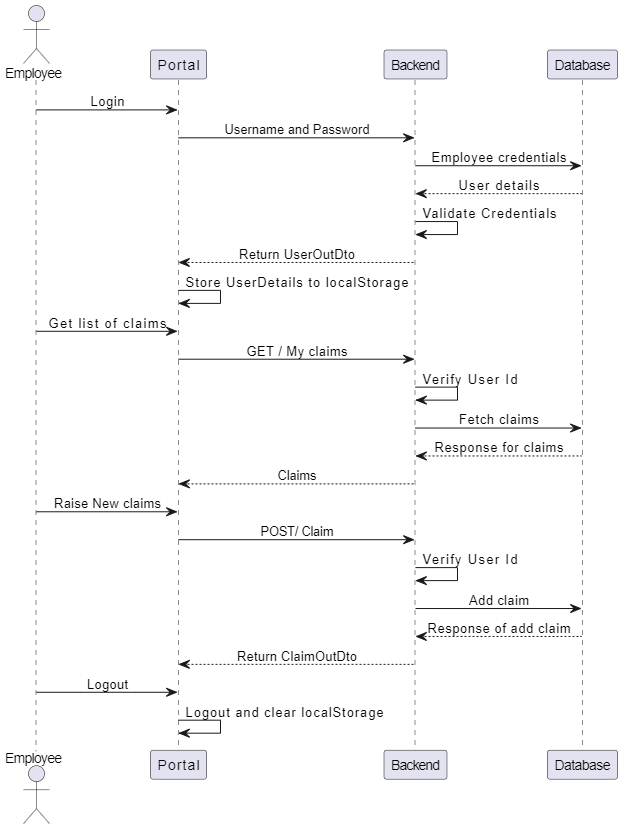 Employee
Portal
Backend
Database
Login
Username and Password
Employee credentials
User details
Validate Credentials
Return UserOutDto
Store UserDetails to localStorage
Get list of claims
GET / My claims
Verify User Id
Fetch claims
Response for claims
Claims
Raise New claims
POST/ Claim
Verify User Id
Add claim
Response of add claim
Return ClaimOutDto
Logout
Logout and clear localStorage
Employee
Portal
Backend
Database